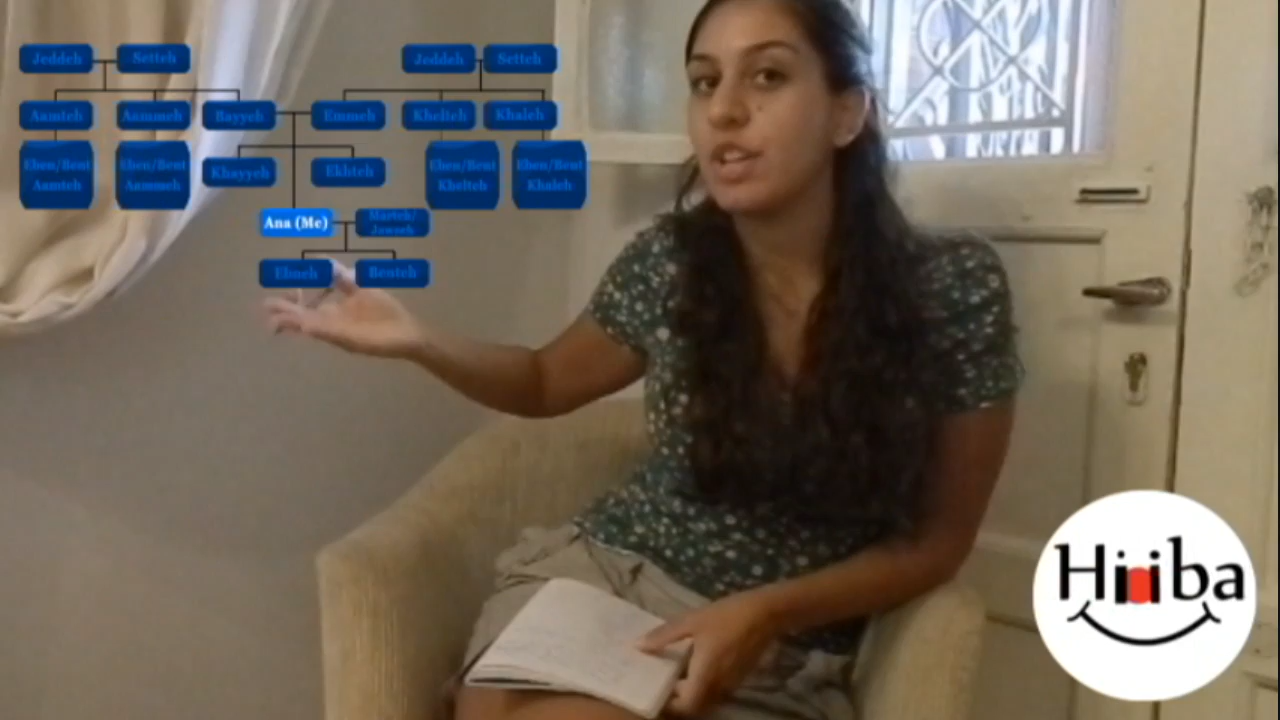 Jeddeh
Setteh
Jeddeh
Setteh
Aamteh
Aammeh
Bayyeh
Emmeh
Khelteh
Khaleh
Eben/Bent
Aamteh
Eben/Bent
Aammeh
Khayyeh
Ekhteh
Eben/Bent
Khelteh
Eben/Bent
Khaleh
Ana (Me)
Marteh/
Jawzeh
Ebneh
Benteh
Hiiiba